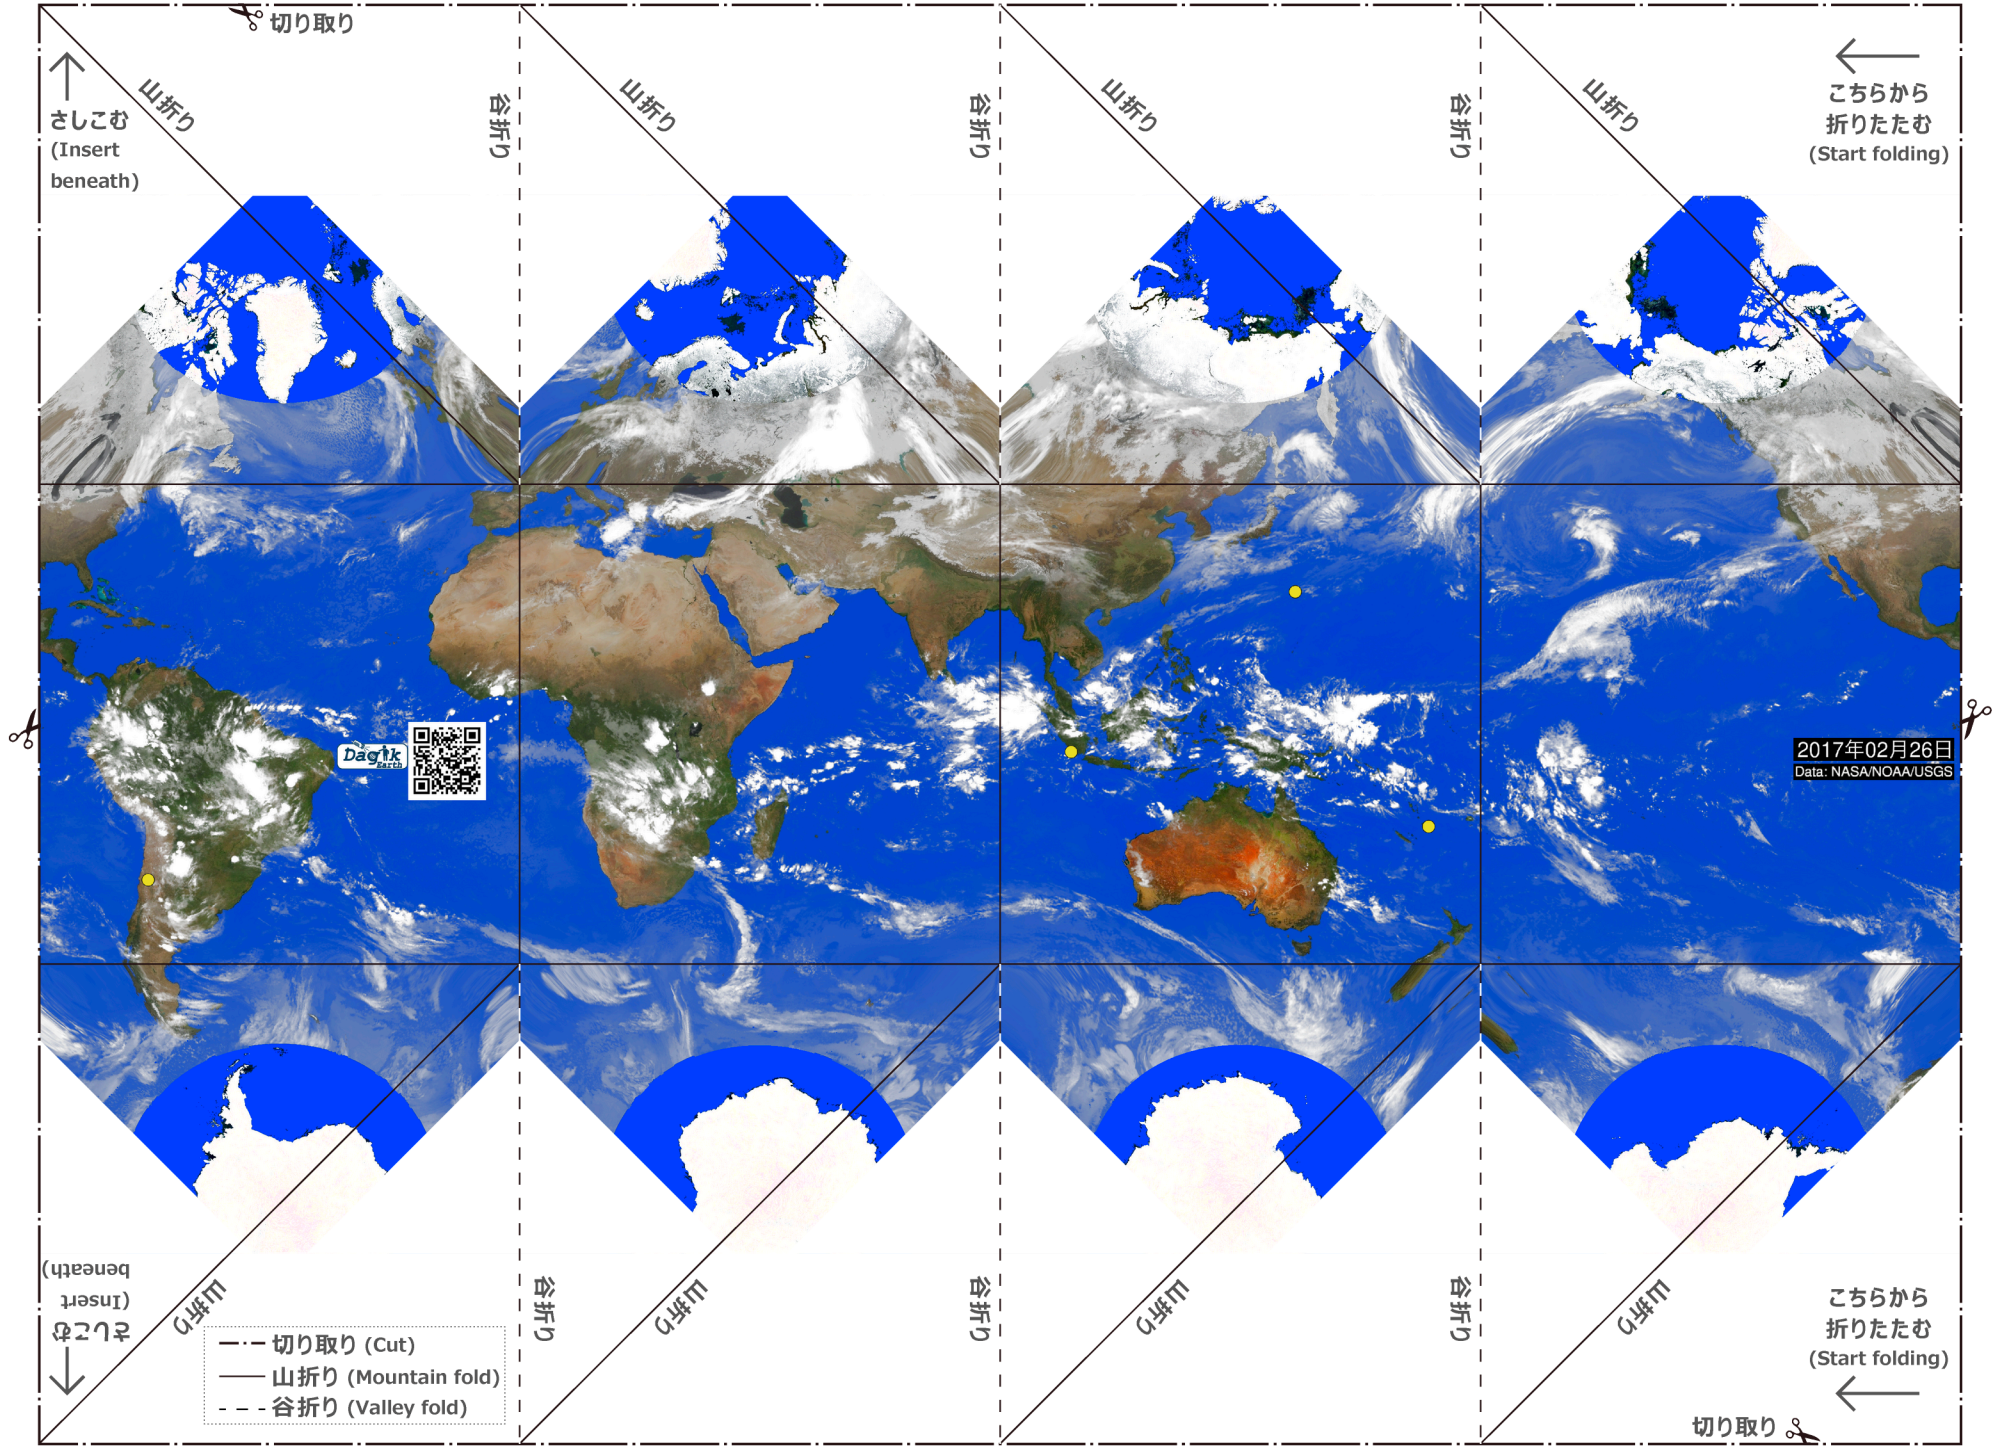 切り取り
さしこむ
(Insert
beneath)
山折り
谷折り
山折り
谷折り
山折り
谷折り
山折り
こちらから
折りたたむ
(Start folding)
Dagik
Earth
2017年02月26日
Data: NASA/NOAA/USGS
さしこむ
(Insert
beneath)
山折り
谷折り
山折り
谷折り
山折り
谷折り
山折り
こちらから
折りたたむ
(Start folding)
切り取り (Cut)
山折り (Mountain fold)
谷折り (Valley fold)
切り取り